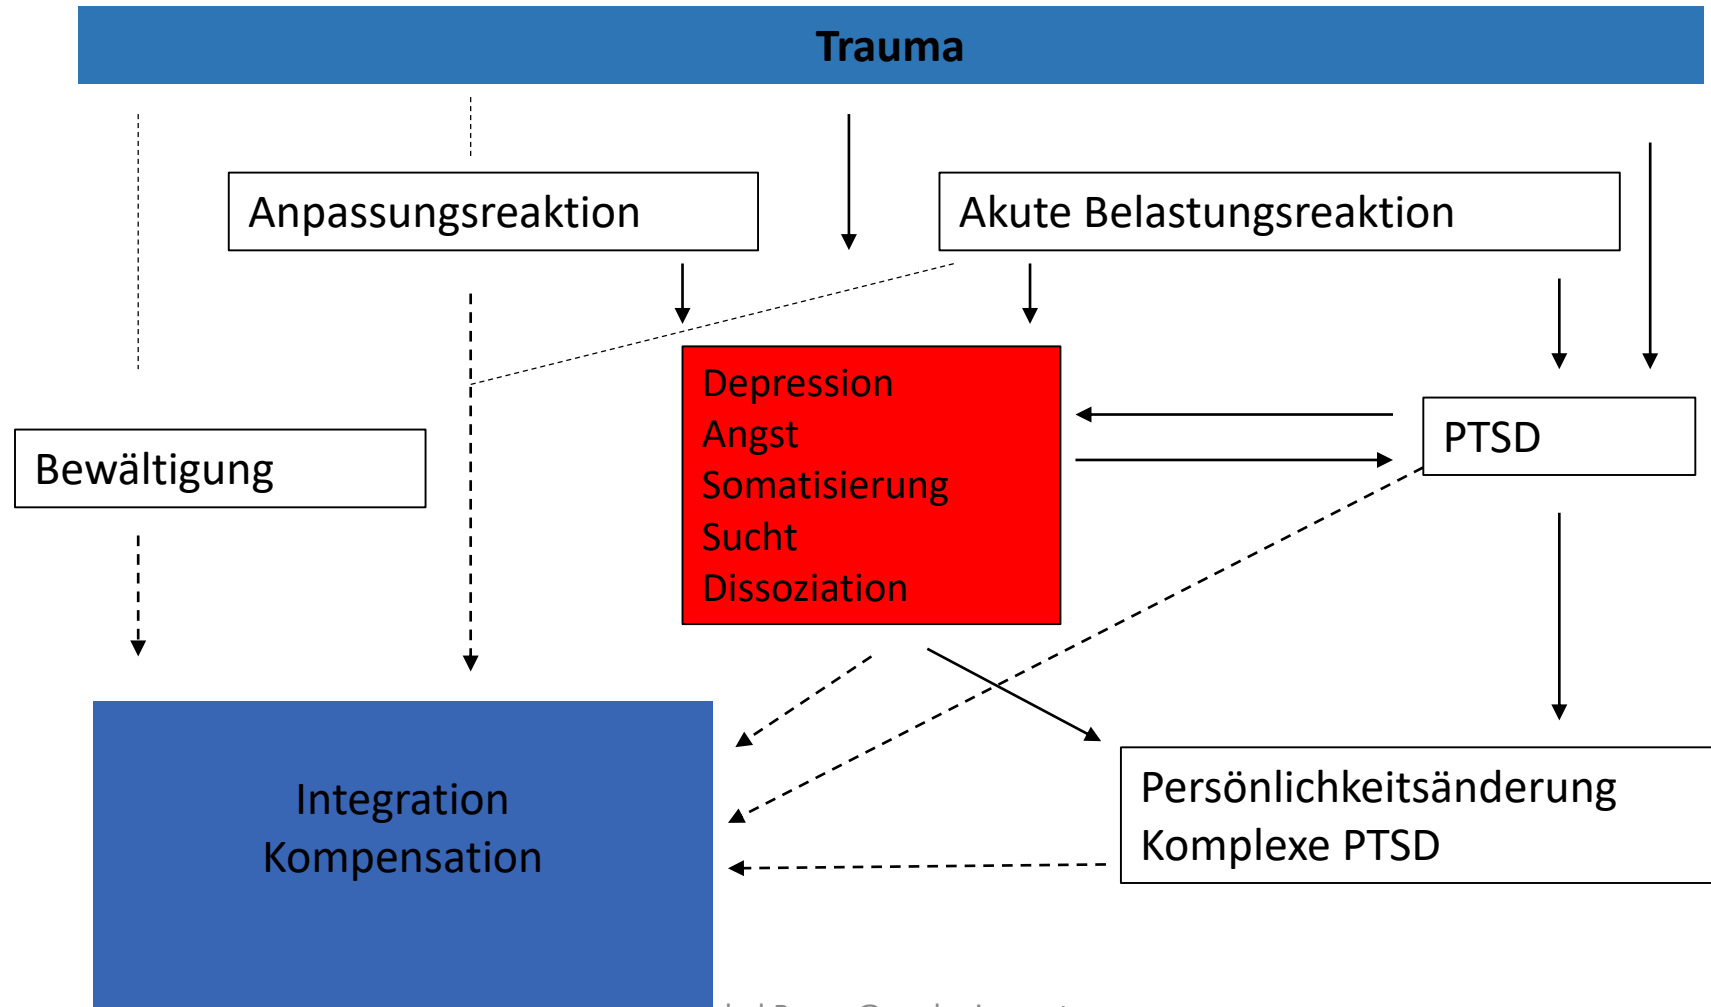 Trauma
Anpassungsreaktion
Akute Belastungsreaktion
Depression
Angst
Somatisierung
Sucht
Dissoziation
PTSD
Bewältigung
Integration
Kompensation
Persönlichkeitsänderung
Komplexe PTSD